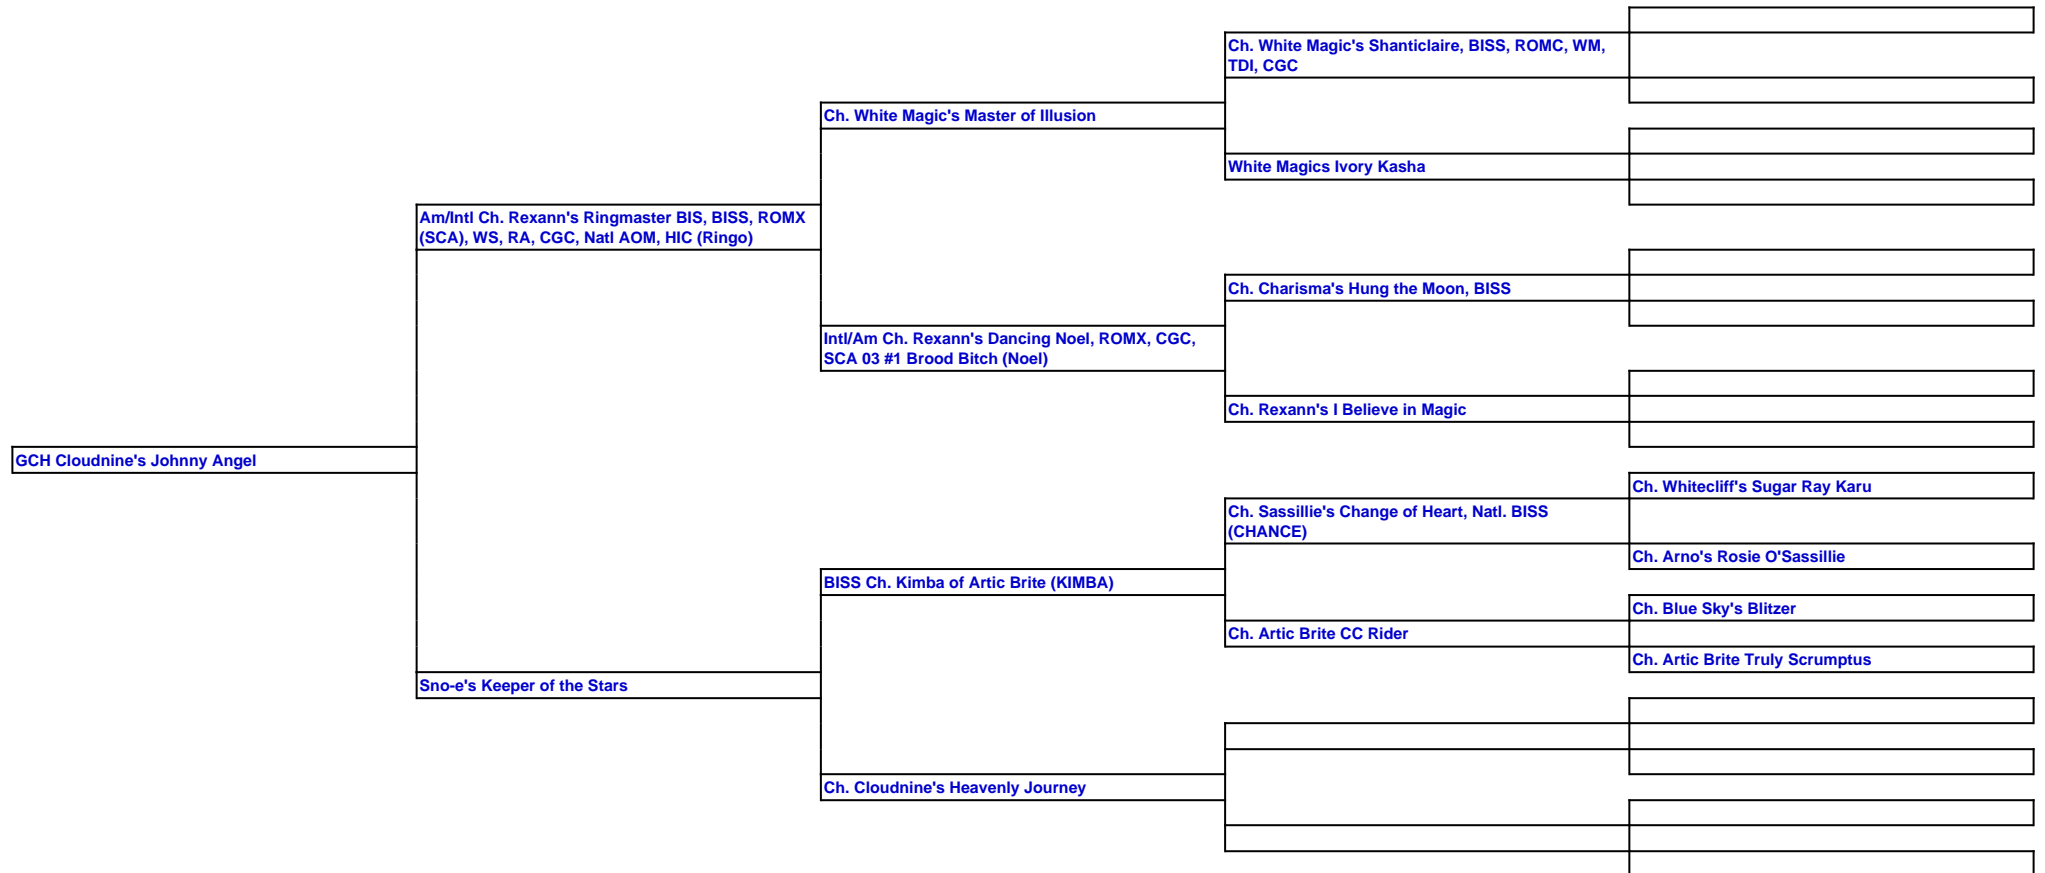 Ch. White Magic's Shanticlaire, BISS, ROMC, WM,
TDI, CGC
Ch. White Magic's Master of Illusion
White Magics Ivory Kasha
Am/Intl Ch. Rexann's Ringmaster BIS, BISS, ROMX
(SCA), WS, RA, CGC, Natl AOM, HIC (Ringo)
Ch. Charisma's Hung the Moon, BISS
Intl/Am Ch. Rexann's Dancing Noel, ROMX, CGC,
SCA 03 #1 Brood Bitch (Noel)
Ch. Rexann's I Believe in Magic
GCH Cloudnine's Johnny Angel
Ch. Whitecliff's Sugar Ray Karu
Ch. Sassillie's Change of Heart, Natl. BISS
(CHANCE)
Ch. Arno's Rosie O'Sassillie
BISS Ch. Kimba of Artic Brite (KIMBA)
Ch. Blue Sky's Blitzer
Ch. Artic Brite CC Rider
Ch. Artic Brite Truly Scrumptus
Sno-e's Keeper of the Stars
Ch. Cloudnine's Heavenly Journey